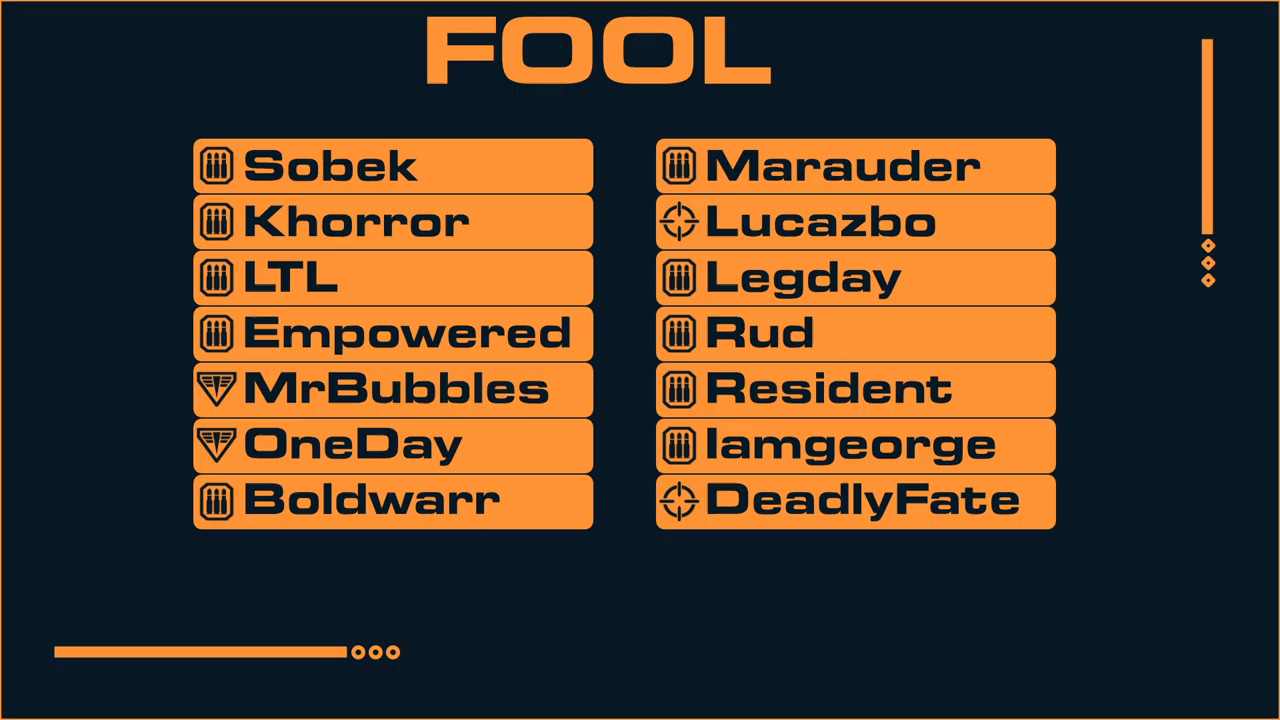 FOOL
Sobek
Khorror
LTL
Empowered
MrBubbles
OneDay
Boldwarr
Marauder
Lucazbo
Legday
Rud
Resident
Iamgeorge
DeadlyFate